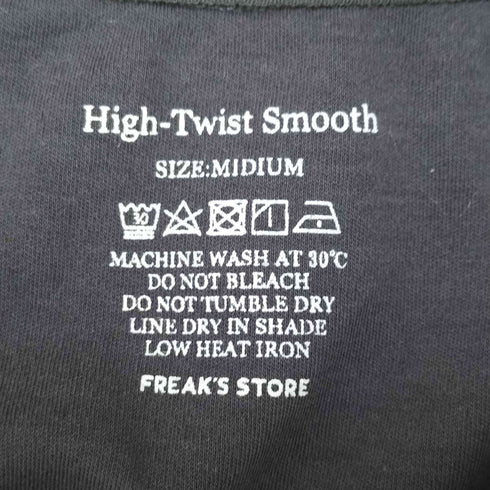 High-Twist Smooth
SIZE:MIDIUM
30
MACHINE WASH AT 30℃
DO NOT BLEACH
DO NOT TUMBLE DRY
LINE DRY IN SHADE
LOW HEAT IRON
FREAK'S STORE